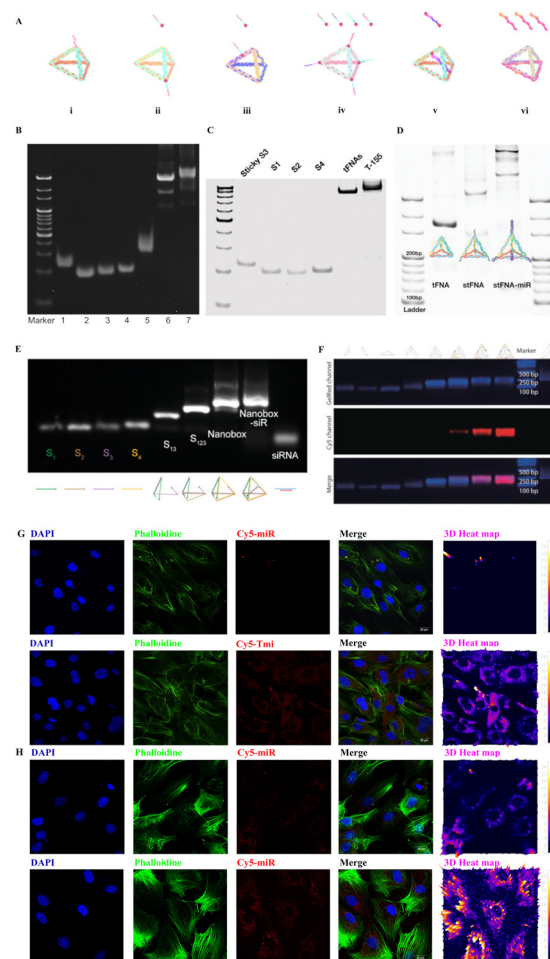 A
i ii iii iv v vi
B
Marker 1 2 3 4 5 6 7
C
Sticky S3 S1 S2 S4 tFNAs T-155
D
200bp
100bp
Ladder
tFNA stFNA stFNA-miR
E
S1 S2 S3 S4 S13 S123 Nanobox Nanobox
-siR
siRNA
F
Marker
GelRed channel
500 bp
250 bp
100 bp
Cy5 channel
Merge
500 bp
250 bp
100 bp
G
DAPI Phalloidine Cy5-miR Merge 3D Heat map
DAPI Phalloidine Cy5-Tmi Merge 3D Heat map
H
DAPI Phalloidine Cy5-miR Merge 3D Heat map
DAPI Phalloidine Cy5-miR Merge 3D Heat map